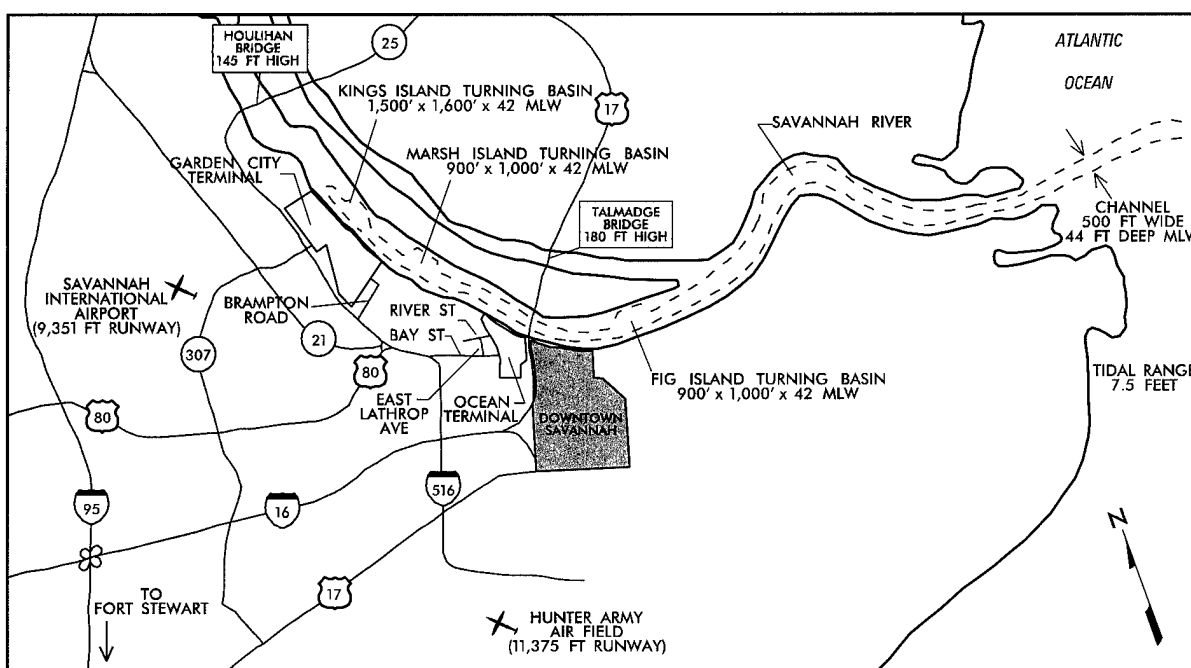 HOULIHAN
BRIDGE
145 FT HIGH
25
KINGS ISLAND TURNING BASIN
1,500' x 1,600' x 42 MLW
17
ATLANTIC
OCEAN
SAVANNAH RIVER
MARSH ISLAND TURNING BASIN
900' x 1,000' x 42 MLW
GARDEN CITY
TERMINAL
TALMADGE
BRIDGE
180 FT HIGH
CHANNEL
500 FT WIDE
44 FT DEEP MLW
SAVANNAH
INTERNATIONAL
AIRPORT
(9,351 FT RUNWAY)
BRAMPTON
ROAD
RIVER ST
BAY ST
21
307
80
80
EAST
LATHROP
AVE
OCEAN
TERMINAL
DOWNTOWN
SAVANNAH
FIG ISLAND TURNING BASIN
900' x 1,000' x 42 MLW
TIDAL RANGE
7.5 FEET
95
16
516
17
N
TO
FORT STEWART
HUNTER ARMY
AIR FIELD
(11,375 FT RUNWAY)